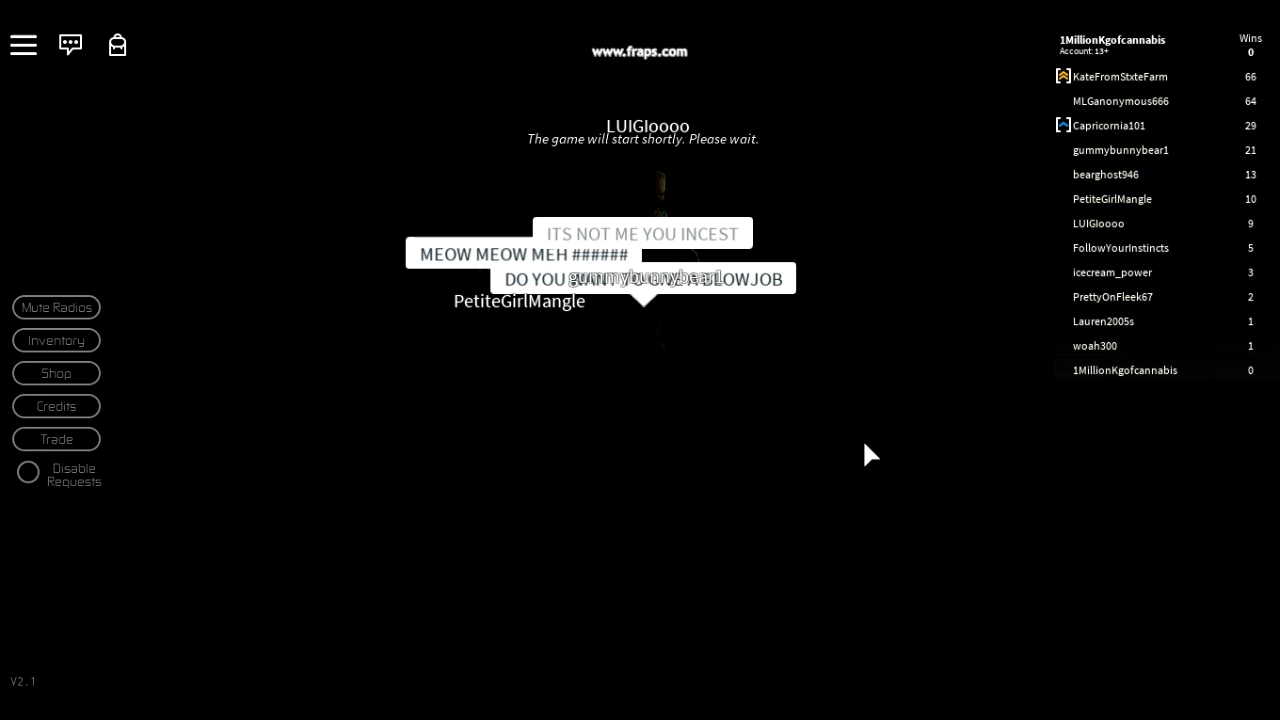 www.fraps.com
1MillionKgofcannabis
Account: 13+
Wins
0
KateFromStxteFarm 66
MLGanonymous666 64
Capricornia101 29
gummybunnybear1 21
bearghost946 13
PetiteGirlMangle 10
LUIGIoooo 9
FollowYourInstincts 5
icecream_power 3
PrettyOnFleek67 2
Lauren2005s 1
woah300 1
1MillionKgofcannabis 0
LUIGIoooo
The game will start shortly. Please wait.
ITS NOT ME YOU INCEST
MEOW MEOW MEH ######
DO YOU BLOWJOB
gummybunnybear1
PetiteGirlMangle
Mute Radios
Inventory
Shop
Credits
Trade
Disable
Requests
V2.1